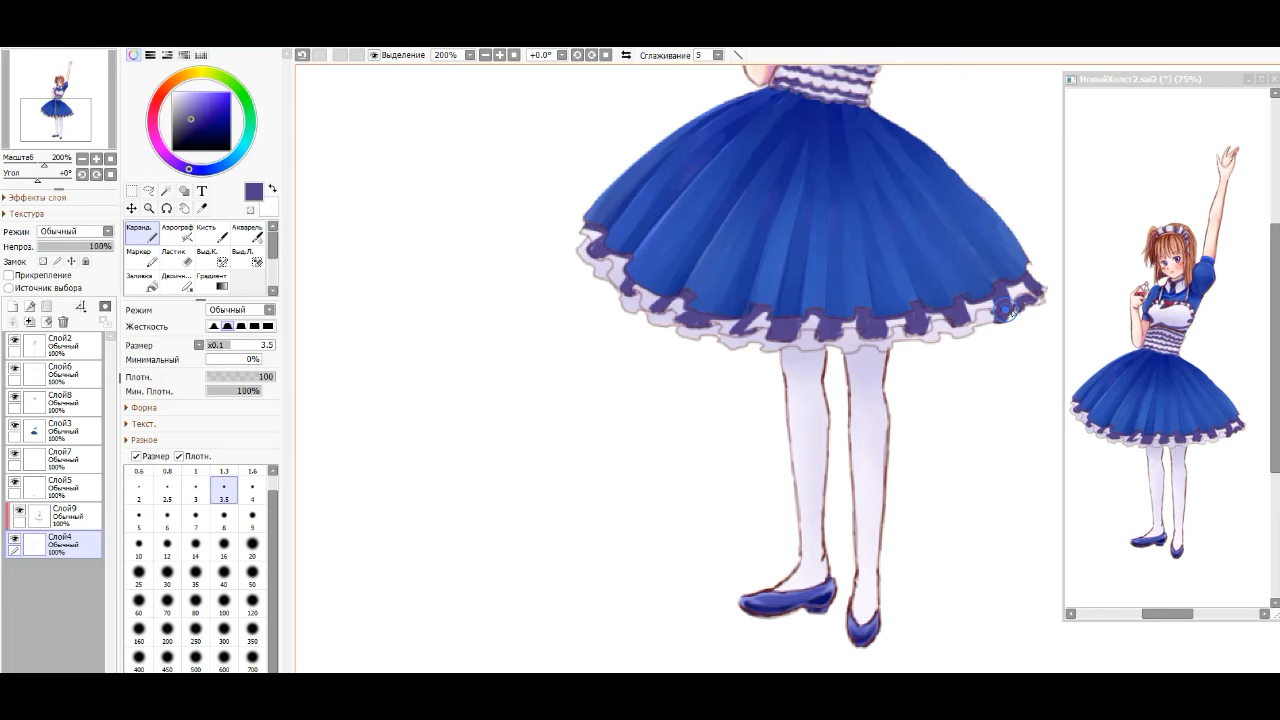 Выделение 200% +0.0° Сглаживание 5
НовыйХолст2.sai2 (*) (75%)
Масштаб 200%
Угол +0°
Эффекты слоя
Текстура
Режим Обычный
Непроз. 100%
Замок
Прикрепление
Источник выбора
Слой2
Обычный
100%
Слой6
Обычный
100%
Слой8
Обычный
100%
Слой3
Обычный
100%
Слой7
Обычный
100%
Слой5
Обычный
100%
Слой9
Обычный
100%
Слой4
Обычный
100%
T
Каранд. Аэрограф Кисть Акварель
Маркер Ластик Выд.К. Выд.Л.
Заливка Двоичн... Градиент
Режим Обычный
Жесткость
Размер x0.1 3.5
Минимальный 0%
Плотн. 100
Мин. Плотн. 100%
Форма
Текст.
Разное
Размер Плотн.
0.6 0.8 1 1.3 1.6
2 2.5 3 3.5 4
5 6 7 8 9
10 12 14 16 20
25 30 35 40 50
60 70 80 100 120
160 200 250 300 350
400 450 500 600 700